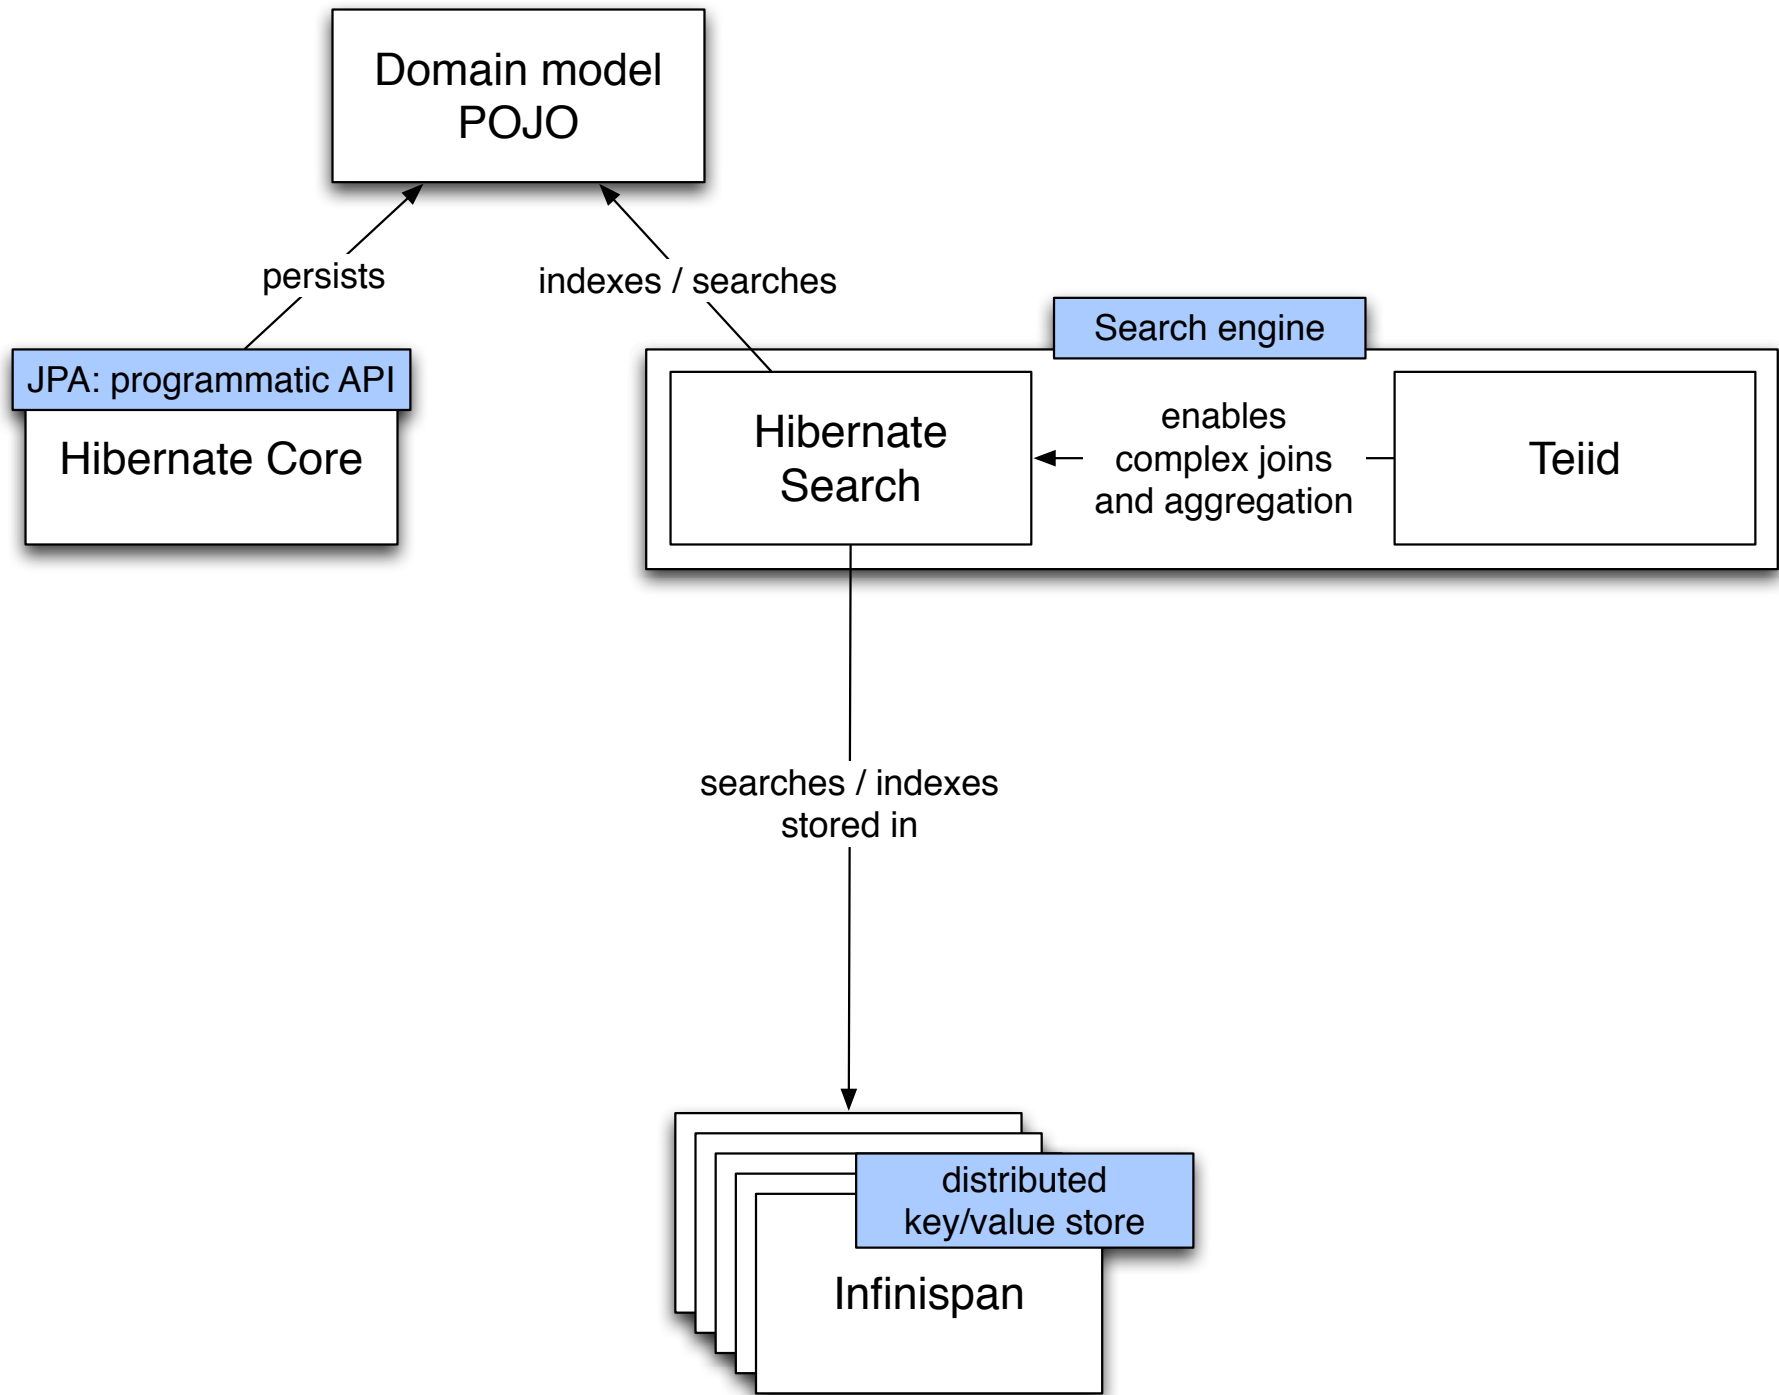 Domain model
POJO
persists
indexes / searches
Search engine
JPA: programmatic API
Hibernate Core
Hibernate
Search
enables
complex joins
and aggregation
Teiid
searches / indexes
stored in
distributed
key/value store
Infinispan